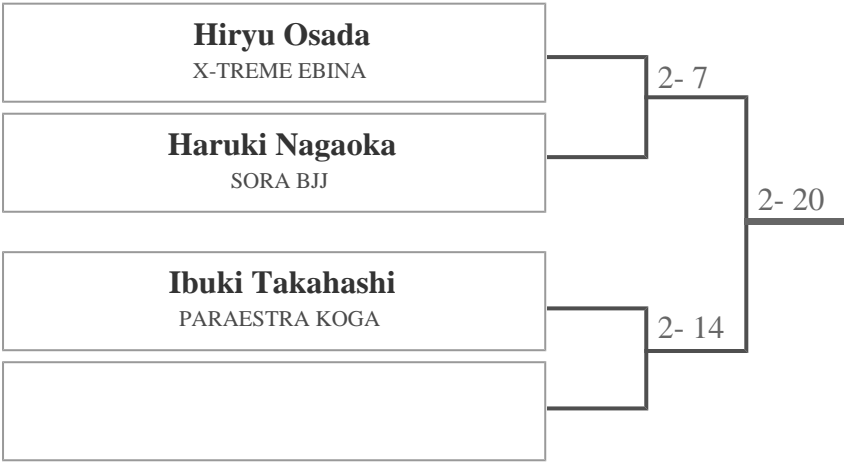 Hiryu Osada
X-TREME EBINA
2- 7
Haruki Nagaoka
SORA BJJ
2- 20
Ibuki Takahashi
PARAESTRA KOGA
2- 14